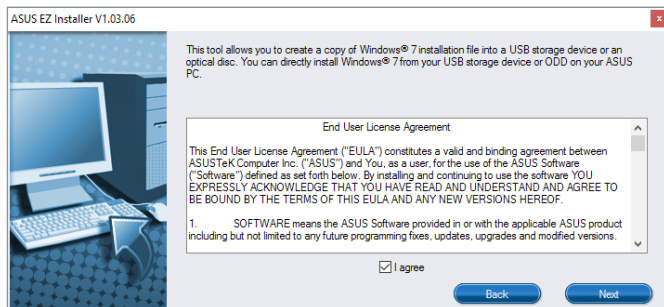 ASUS EZ Installer V1.03.06
x
This tool allows you to create a copy of Windows® 7 installation file into a USB storage device or an
optical disc. You can directly install Windows® 7 from your USB storage device or ODD on your ASUS
PC.
End User License Agreement
This End User License Agreement ("EULA") constitutes a valid and binding agreement between
ASUSTeK Computer Inc. ("ASUS") and You, as a user, for the use of the ASUS Software
("Software") defined as set forth below. By installing and continuing to use the software YOU
EXPRESSLY ACKNOWLEDGE THAT YOU HAVE READ AND UNDERSTAND AND AGREE TO
BE BOUND BY THE TERMS OF THIS EULA AND ANY NEW VERSIONS HEREOF.
1. SOFTWARE means the ASUS Software provided in or with the applicable ASUS product
including but not limited to any future programming fixes, updates, upgrades and modified versions.
I agree
Back Next